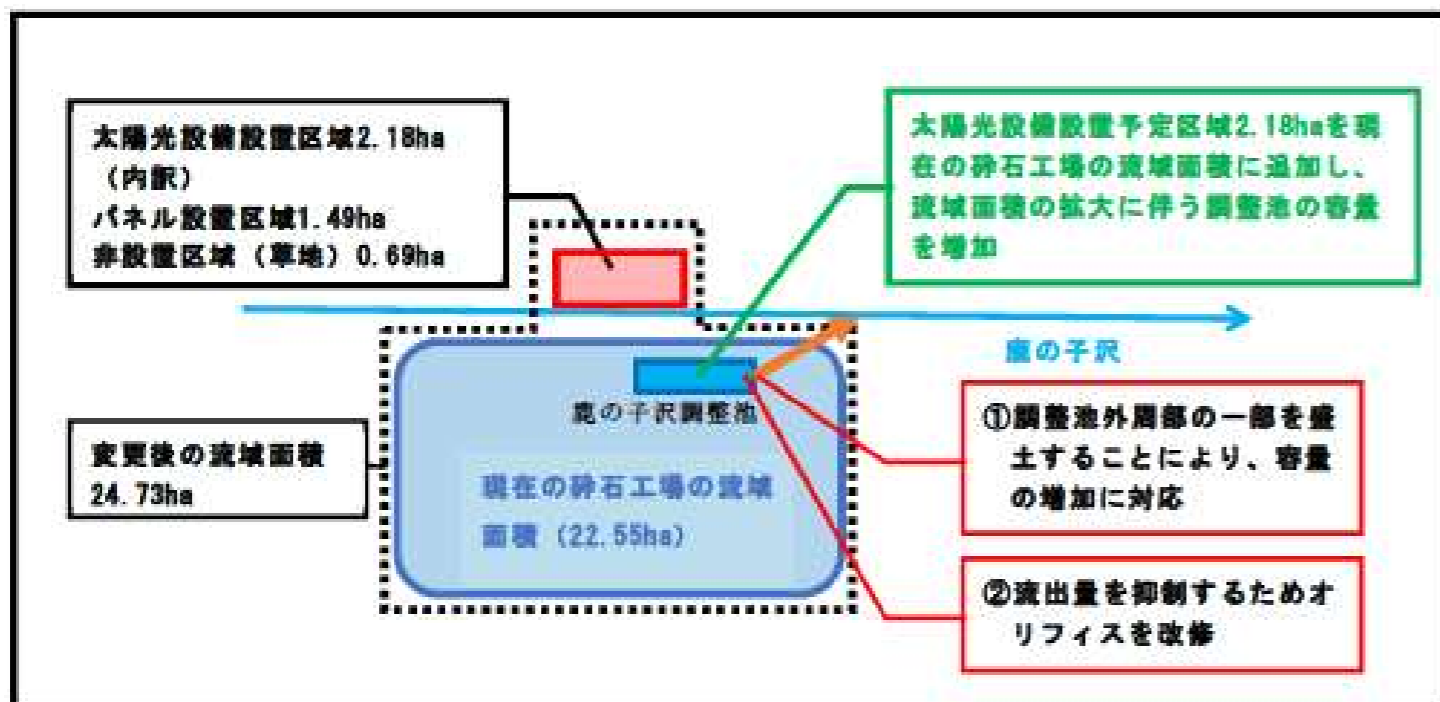 太陽光設備設置区域2.18ha
（内訳）
パネル設置区域1.49ha
非設置区域（草地）0.69ha
太陽光設備設置予定区域2.18haを現
在の砕石工場の流域面積に追加し、
流域面積の拡大に伴う調整池の容量
を増加
鹿の子沢
鹿の子沢調整池
変更後の流域面積
24.73ha
現在の砕石工場の流域
面積（22.55ha）
①調整池外周部の一部を盛
土することにより、容量
の増加に対応
②流出量を抑制するためオ
リフィスを改修